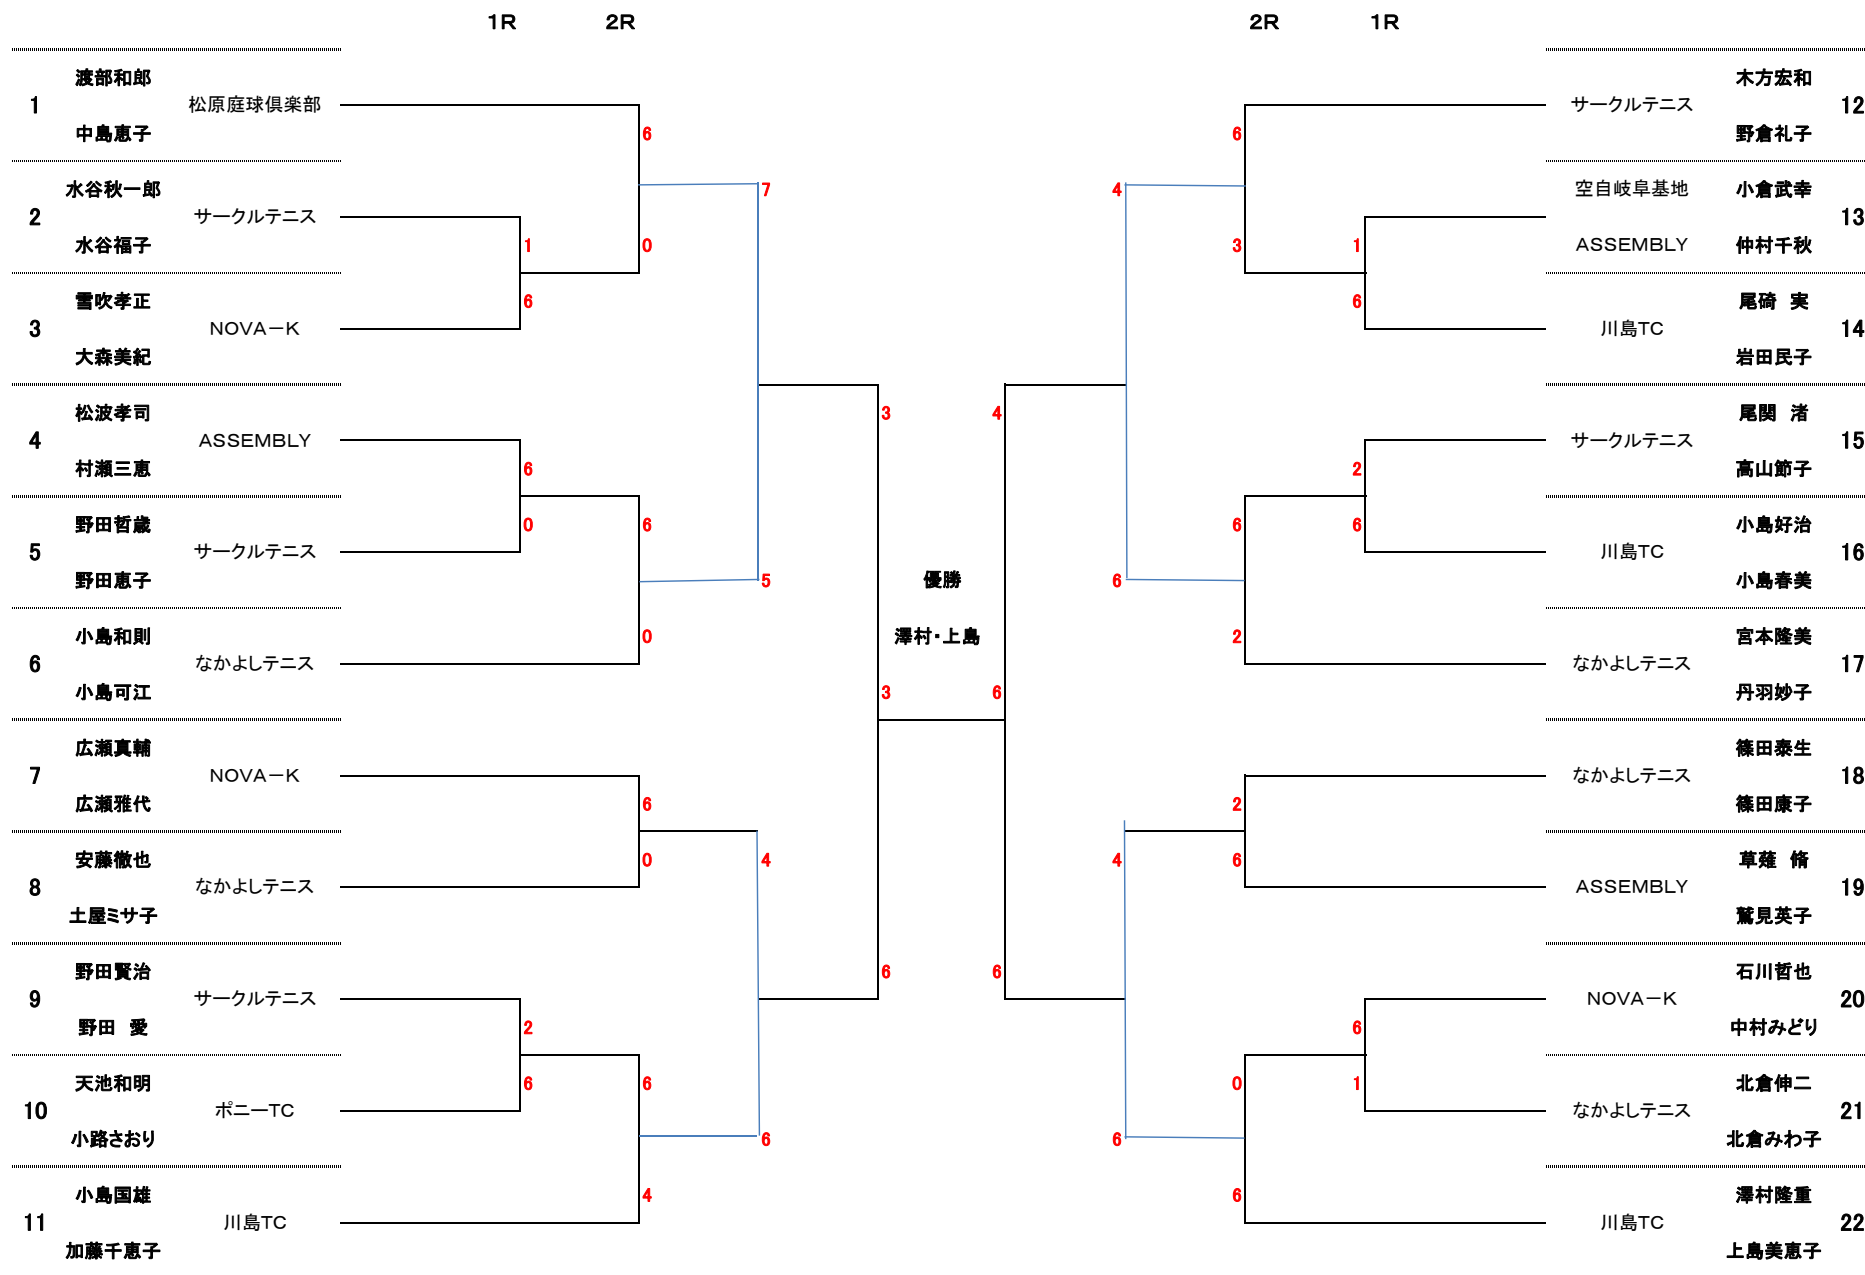 1R 2R 2R 1R
渡部和郎 木方宏和
1 松原庭球倶楽部 サークルテニス 12
中島恵子 6 6 野倉礼子
水谷秋一郎 7 4 空自岐阜基地 小倉武幸
2 サークルテニス 13
水谷福子 1 0 3 1 ASSEMBLY 仲村千秋
雪吹孝正 6 6 尾碕 実
3 NOVA－K 川島TC 14
大森美紀 岩田民子
松波孝司 3 4 尾関 渚
4 ASSEMBLY サークルテニス 15
村瀬三恵 6 2 高山節子
野田哲歳 0 6 6 6 小島好治
5 サークルテニス 川島TC 16
野田恵子 5 優勝 6 小島春美
小島和則 0 澤村・上島 2 宮本隆美
6 なかよしテニス なかよしテニス 17
小島可江 3 6 丹羽妙子
広瀬真輔 篠田泰生
7 NOVA－K なかよしテニス 18
広瀬雅代 6 2 篠田康子
安藤徹也 0 4 4 6 草薙 脩
8 なかよしテニス ASSEMBLY 19
土屋ミサ子 鷲見英子
野田賢治 6 6 石川哲也
9 サークルテニス NOVA－K 20
野田 愛 2 6 中村みどり
天池和明 6 6 0 1 北倉伸二
10 ポニーTC なかよしテニス 21
小路さおり 6 6 北倉みわ子
小島国雄 4 6 澤村隆重
11 川島TC 川島TC 22
加藤千恵子 上島美恵子